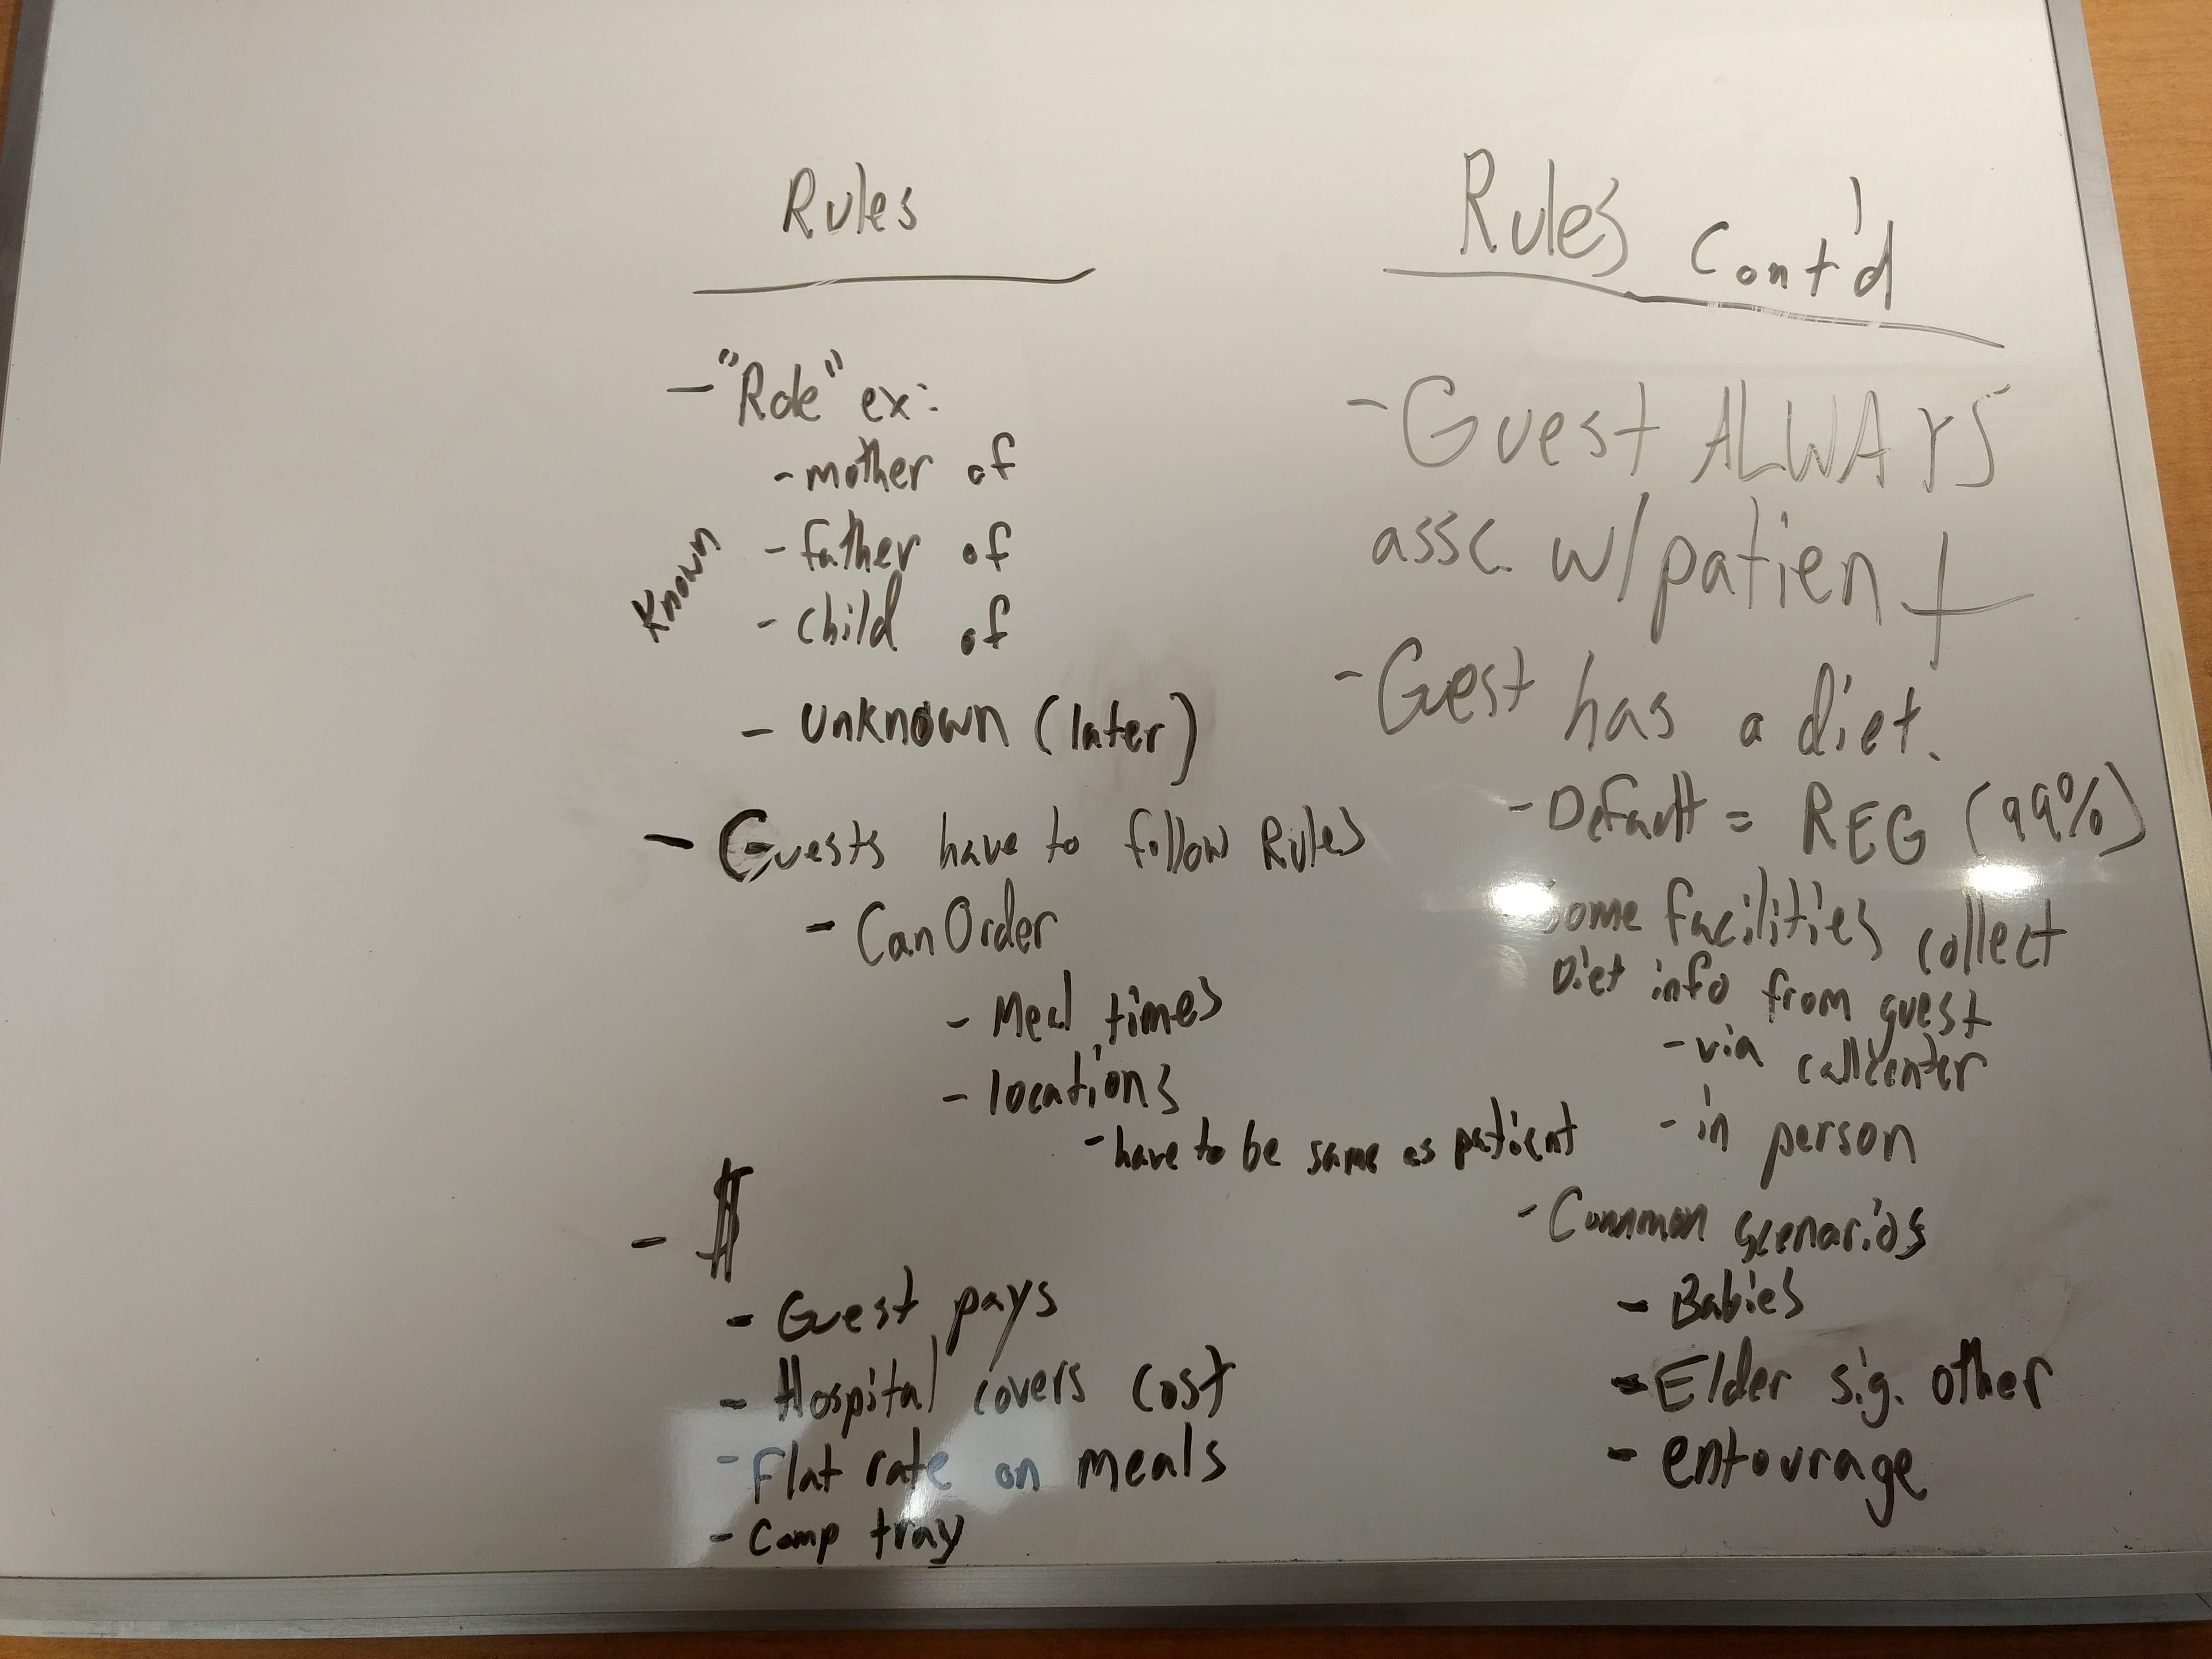 Rules
- "Role" ex:
- mother of
Known
- father of
- child of
- unknown (later)
- Guests have to follow Rules
- Can Order
- Meal times
- locations
- have to be same as patient
- $
- Guest pays
- Hospital covers cost
- Flat rate on meals
- Comp tray
Rules Cont'd
- Guest ALWAYS
assc. w/patient
- Guest has a diet.
- Default = REG (99%)
Some facilities collect
Diet info from guest
- via callcenter
- in person
- Common scenarios
- Babies
- Elder sig. other
- entourage